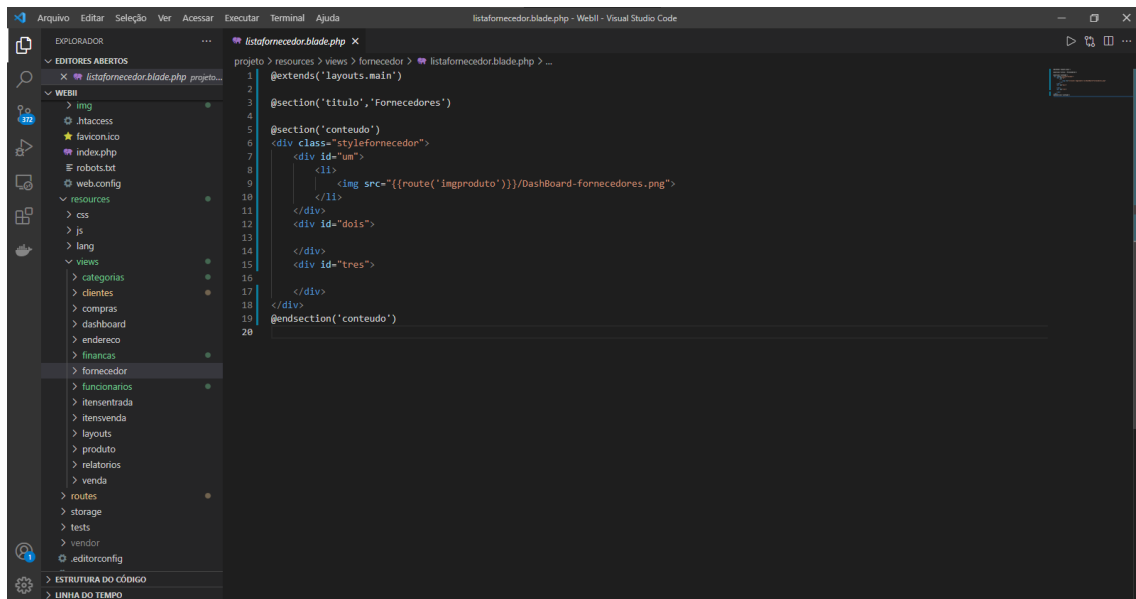 Arquivo Editar Seleção Ver Acessar Executar Terminal Ajuda
listafornecedor.blade.php - WebII - Visual Studio Code
EXPLORADOR
listafornecedor.blade.php
EDITORES ABERTOS
projeto > resources > views > fornecedor > listafornecedor.blade.php > ...
listafornecedor.blade.php projeto...
WEBII
img
.htaccess
favicon.ico
index.php
robots.txt
web.config
resources
css
js
lang
views
categorias
clientes
compras
dashboard
endereco
financas
fornecedor
funcionarios
itensentrada
itensvenda
layouts
produto
relatorios
venda
routes
storage
tests
vendor
.editorconfig
ESTRUTURA DO CÓDIGO
LINHA DO TEMPO
372
1
1 @extends('layouts.main')
2
3 @section('titulo','Fornecedores')
4
5 @section('conteudo')
6 <div class="stylefornecedor">
7 <div id="um">
8 <li>
9 <img src="{{route('imgproduto')}}/DashBoard-fornecedores.png">
10 </li>
11 </div>
12 <div id="dois">
13
14 </div>
15 <div id="tres">
16
17 </div>
18 </div>
19 @endsection('conteudo')
20